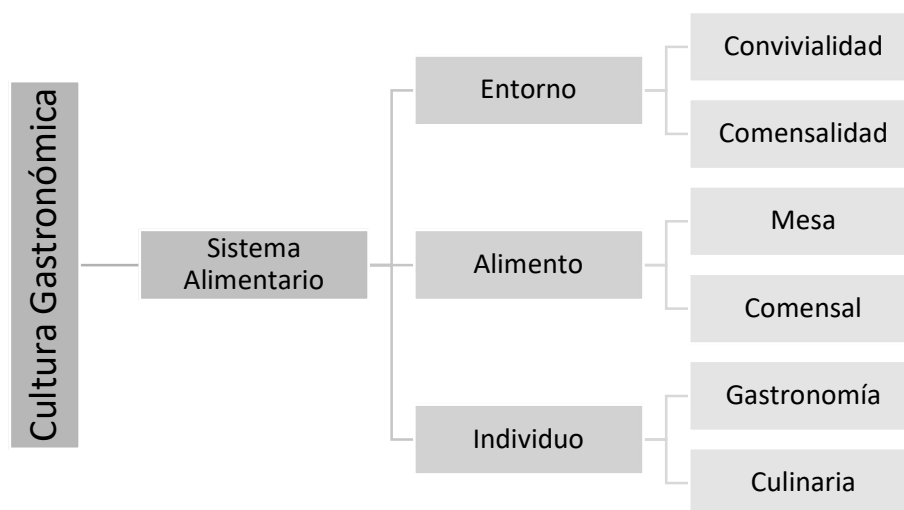 Cultura Gastronómica
Sistema
Alimentario
Entorno
Convivialidad
Comensalidad
Alimento
Mesa
Comensal
Individuo
Gastronomía
Culinaria